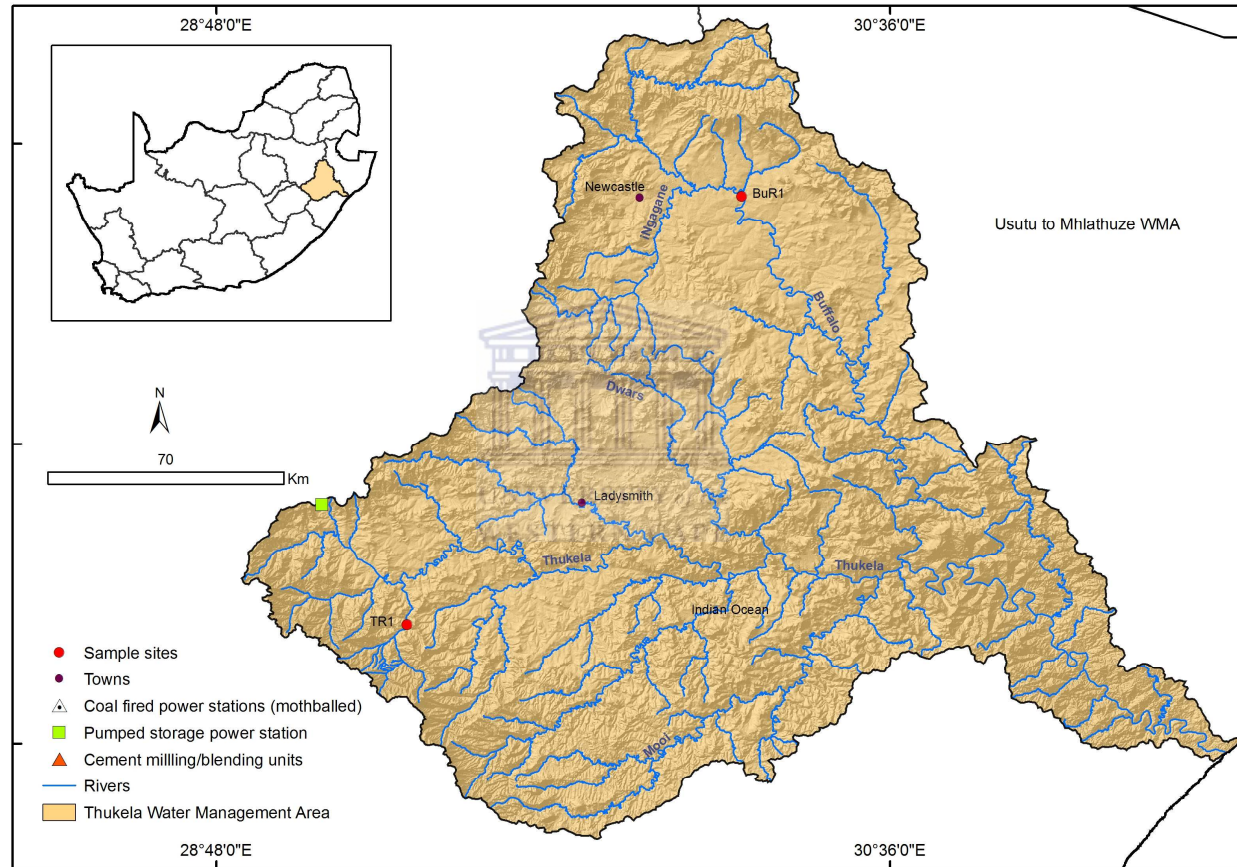 28°48'0"E
30°36'0"E
Newcastle
iNgagane
BuR1
Usutu to Mhlathuze WMA
Buffalo
Dwars
N
70
Km
Ladysmith
Thukela
Thukela
Indian Ocean
TR1
Mooi
Sample sites
Towns
Coal fired power stations (mothballed)
Pumped storage power station
Cement millling/blending units
Rivers
Thukela Water Management Area
28°48'0"E
30°36'0"E